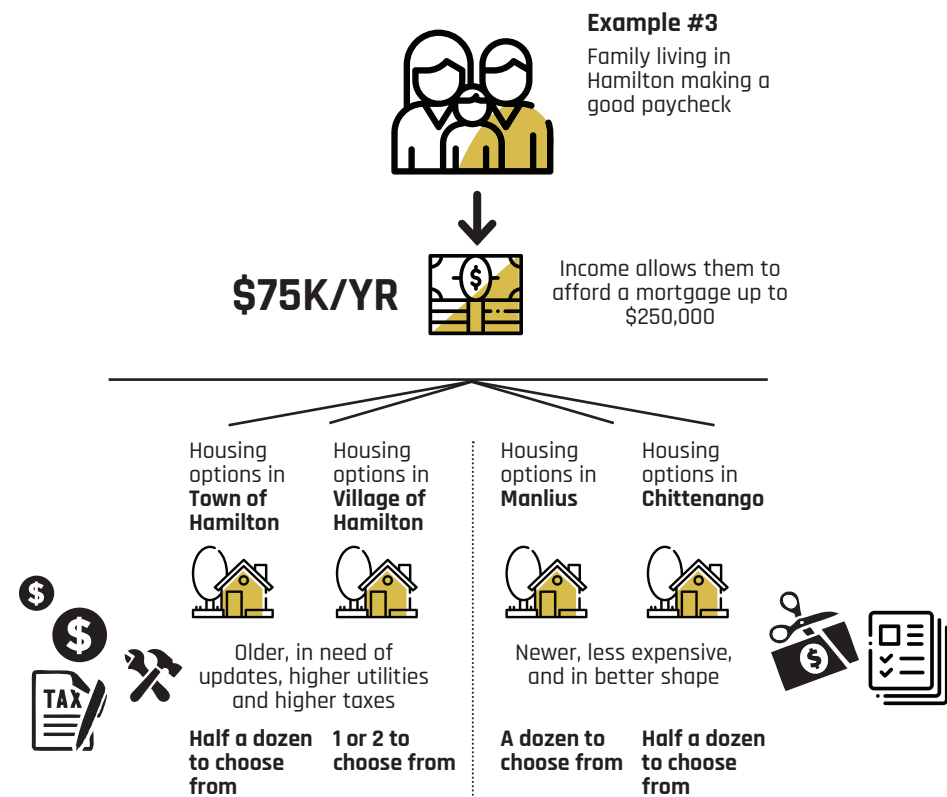 Example #3
Family living in
Hamilton making a
good paycheck
$75K/YR
$
Income allows them to
afford a mortgage up to
$250,000
Housing
options in
Town of
Hamilton
Housing
options in
Village of
Hamilton
Housing
options in
Manlius
Housing
options in
Chittenango
$
$
TAX
Older, in need of
updates, higher utilities
and higher taxes
Newer, less expensive,
and in better shape
$
Half a dozen
to choose
from
1 or 2 to
choose from
A dozen to
choose from
Half a dozen
to choose
from